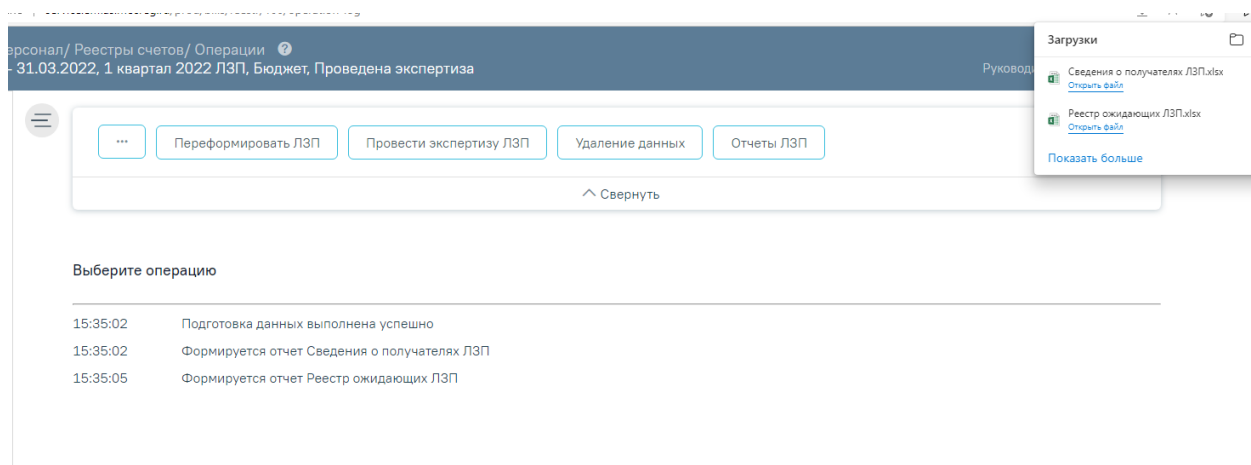 Загрузки
ерсонал/ Реестры счетов/ Операции ?
- 31.03.2022, 1 квартал 2022 ЛЗП, Бюджет, Проведена экспертиза
Сведения о получателях ЛЗП.xlsx
Открыть файл
Реестр ожидающих ЛЗП.xlsx
Открыть файл
Показать больше
... Переформировать ЛЗП Провести экспертизу ЛЗП Удаление данных Отчеты ЛЗП
Свернуть
Выберите операцию
15:35:02 Подготовка данных выполнена успешно
15:35:02 Формируется отчет Сведения о получателях ЛЗП
15:35:05 Формируется отчет Реестр ожидающих ЛЗП